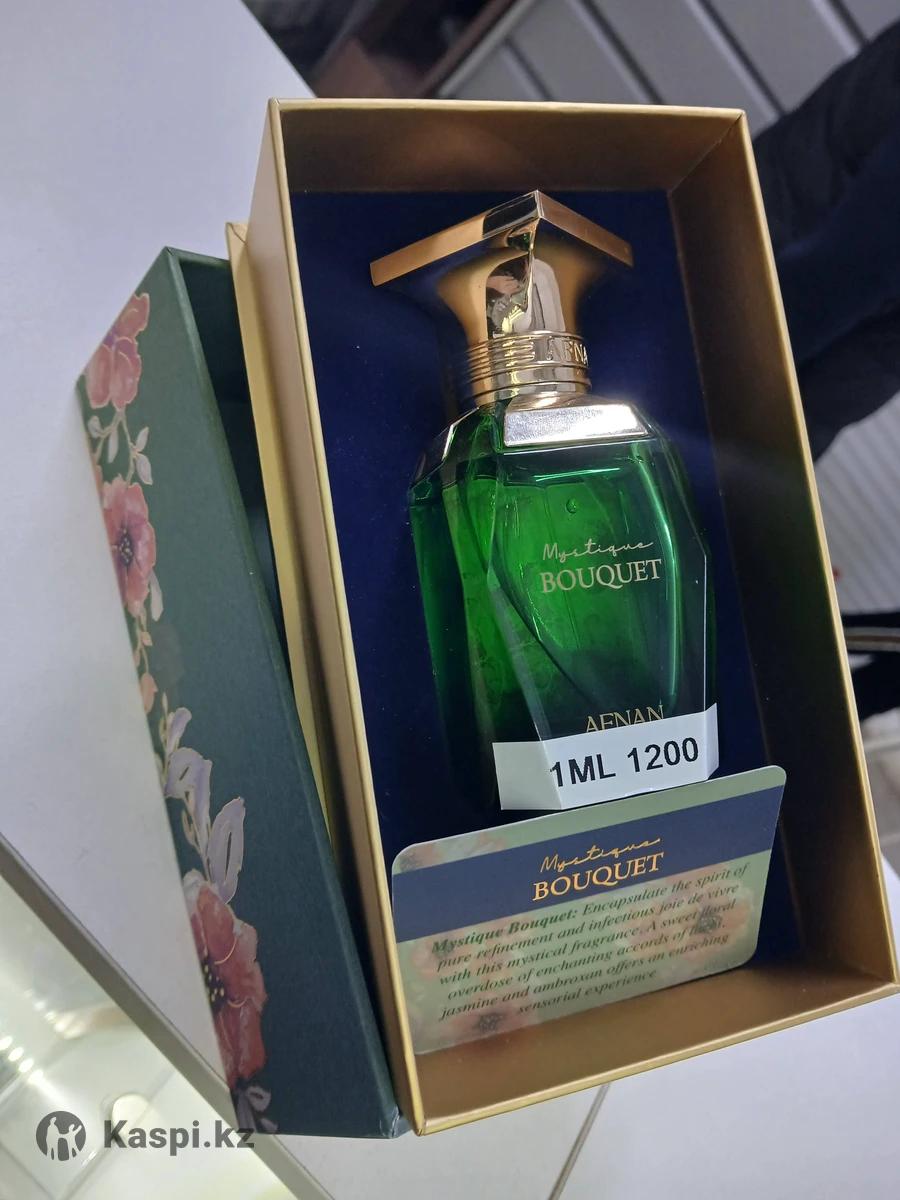 AFNA
Mystique
BOUQUET
AFNAN
1ML 1200
Mystique
BOUQUET
Mystique Bouquet: Encapsulate the spirit of
pure refinement and infectious joie de vivre
with this mystical fragrance. A sweet floral
overdose of enchanting accords of
jasmine and ambroxan offers an enriching
sensorial experience
Kaspi.kz